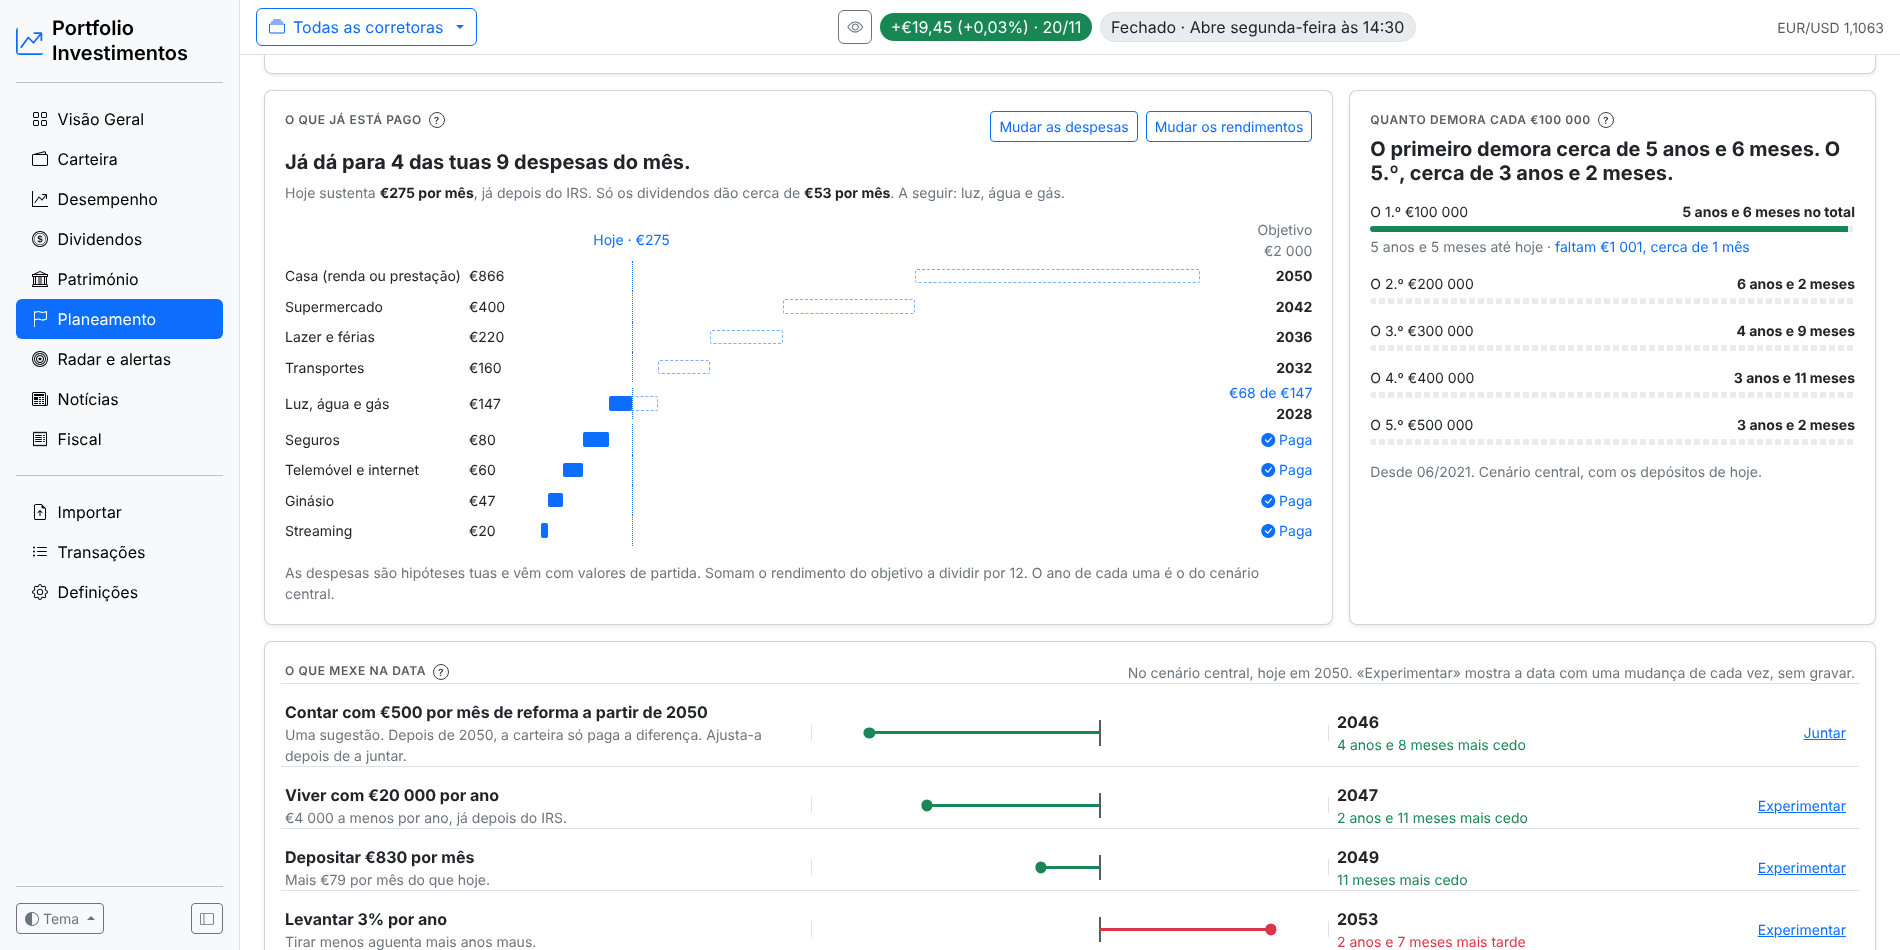 Portfolio
Investimentos
Visão Geral
Carteira
Desempenho
Dividendos
Património
Planeamento
Radar e alertas
Notícias
Fiscal
Importar
Transações
Definições
Tema
Todas as corretoras
+€19,45 (+0,03%) · 20/11
Fechado · Abre segunda-feira às 14:30
EUR/USD 1,1063
O QUE JÁ ESTÁ PAGO ?
Mudar as despesas
Mudar os rendimentos
Já dá para 4 das tuas 9 despesas do mês.
Hoje sustenta €275 por mês, já depois do IRS. Só os dividendos dão cerca de €53 por mês. A seguir: luz, água e gás.
Hoje · €275
Objetivo
€2 000
Casa (renda ou prestação) €866 2050
Supermercado €400 2042
Lazer e férias €220 2036
Transportes €160 2032
Luz, água e gás €147 €68 de €147
2028
Seguros €80 Paga
Telemóvel e internet €60 Paga
Ginásio €47 Paga
Streaming €20 Paga
As despesas são hipóteses tuas e vêm com valores de partida. Somam o rendimento do objetivo a dividir por 12. O ano de cada uma é o do cenário
central.
QUANTO DEMORA CADA €100 000 ?
O primeiro demora cerca de 5 anos e 6 meses. O
5.º, cerca de 3 anos e 2 meses.
O 1.º €100 000 5 anos e 6 meses no total
5 anos e 5 meses até hoje · faltam €1 001, cerca de 1 mês
O 2.º €200 000 6 anos e 2 meses
O 3.º €300 000 4 anos e 9 meses
O 4.º €400 000 3 anos e 11 meses
O 5.º €500 000 3 anos e 2 meses
Desde 06/2021. Cenário central, com os depósitos de hoje.
O QUE MEXE NA DATA ?
No cenário central, hoje em 2050. «Experimentar» mostra a data com uma mudança de cada vez, sem gravar.
Contar com €500 por mês de reforma a partir de 2050
Uma sugestão. Depois de 2050, a carteira só paga a diferença. Ajusta-a
depois de a juntar.
2046
4 anos e 8 meses mais cedo
Juntar
Viver com €20 000 por ano
€4 000 a menos por ano, já depois do IRS.
2047
2 anos e 11 meses mais cedo
Experimentar
Depositar €830 por mês
Mais €79 por mês do que hoje.
2049
11 meses mais cedo
Experimentar
Levantar 3% por ano
Tirar menos aguenta mais anos maus.
2053
2 anos e 7 meses mais tarde
Experimentar